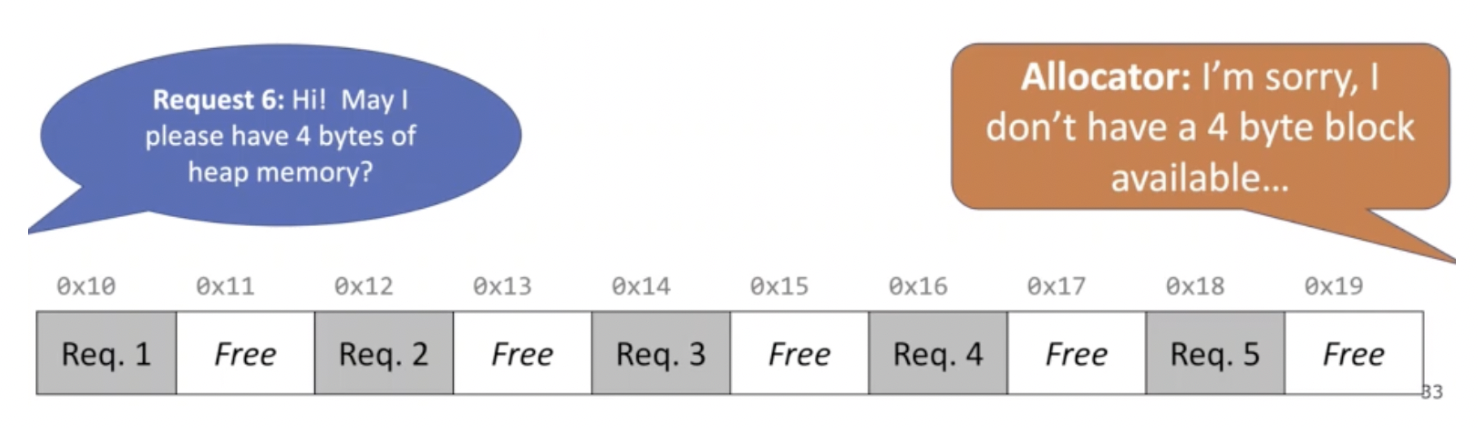 Request 6: Hi! May I
please have 4 bytes of
heap memory?
Allocator: I'm sorry, I
don't have a 4 byte block
available...
0x10 0x11 0x12 0x13 0x14 0x15 0x16 0x17 0x18 0x19
Req. 1 Free Req. 2 Free Req. 3 Free Req. 4 Free Req. 5 Free
33